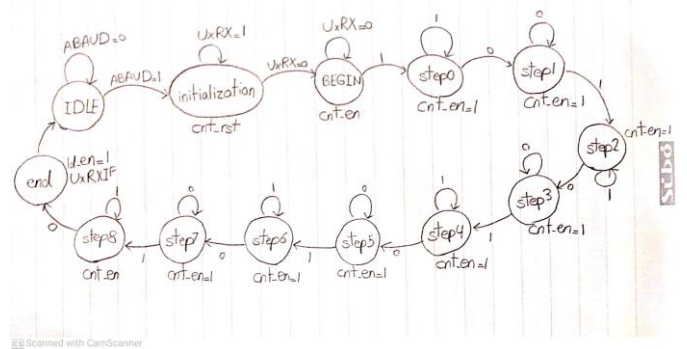 ABAUD=0
UxRX=1
UxRX=0
1
0
IDLE
ABAUD=1
initialization
cnt_rst
UxRX=0
BEGIN
cnt_en
1
step0
cnt_en=1
0
step1
cnt_en=1
1
cnt_en=1
step2
1
0
step3
0
cnt_en=1
1
step4
1
cnt_en=1
0
step5
0
cnt_en=1
1
step6
1
cnt_en=1
0
step7
0
cnt_en=1
1
step8
1
cnt_en
0
end
ld_en=1
UxRXIF
CS Scanned with CamScanner